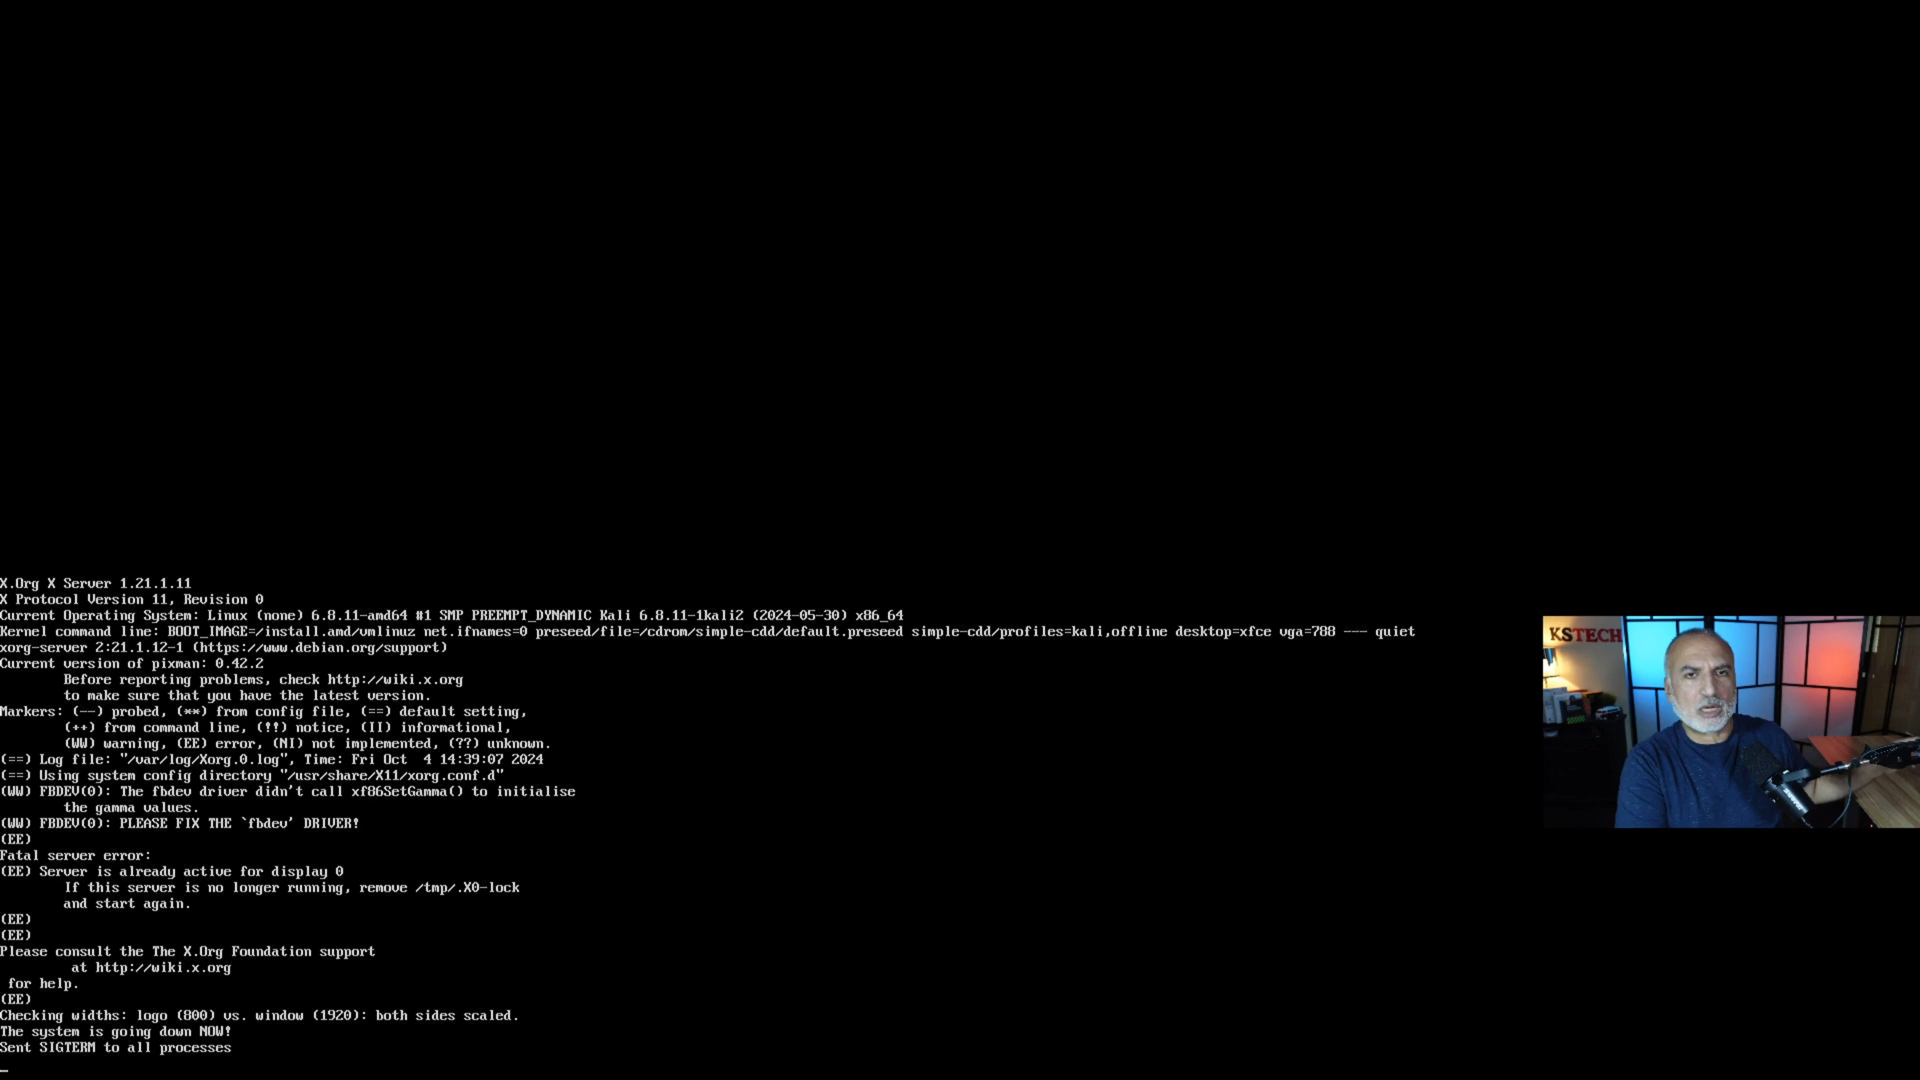 X.Org X Server 1.21.1.11
X Protocol Version 11, Revision 0
Current Operating System: Linux (none) 6.8.11-amd64 #1 SMP PREEMPT_DYNAMIC Kali 6.8.11-1kali2 (2024-05-30) x86_64
Kernel command line: BOOT_IMAGE=/install.amd/vmlinuz net.ifnames=0 preseed/file=/cdrom/simple-cdd/default.preseed simple-cdd/profiles=kali,offline desktop=xfce vga=788 --- quiet
xorg-server 2:21.1.12-1 (https://www.debian.org/support)
Current version of pixman: 0.42.2
Before reporting problems, check http://wiki.x.org
to make sure that you have the latest version.
Markers: (--) probed, (**) from config file, (==) default setting,
(++) from command line, (!!) notice, (II) informational,
(WW) warning, (EE) error, (NI) not implemented, (??) unknown.
(==) Log file: "/var/log/Xorg.0.log", Time: Fri Oct  4 14:39:07 2024
(==) Using system config directory "/usr/share/X11/xorg.conf.d"
(WW) FBDEV(0): The fbdev driver didn't call xf86SetGamma() to initialise
the gamma values.
(WW) FBDEV(0): PLEASE FIX THE `fbdev' DRIVER!
(EE)
Fatal server error:
(EE) Server is already active for display 0
If this server is no longer running, remove /tmp/.X0-lock
and start again.
(EE)
(EE)
Please consult the The X.Org Foundation support
at http://wiki.x.org
for help.
(EE)
Checking widths: logo (800) vs. window (1920): both sides scaled.
The system is going down NOW!
Sent SIGTERM to all processes
KSTECH